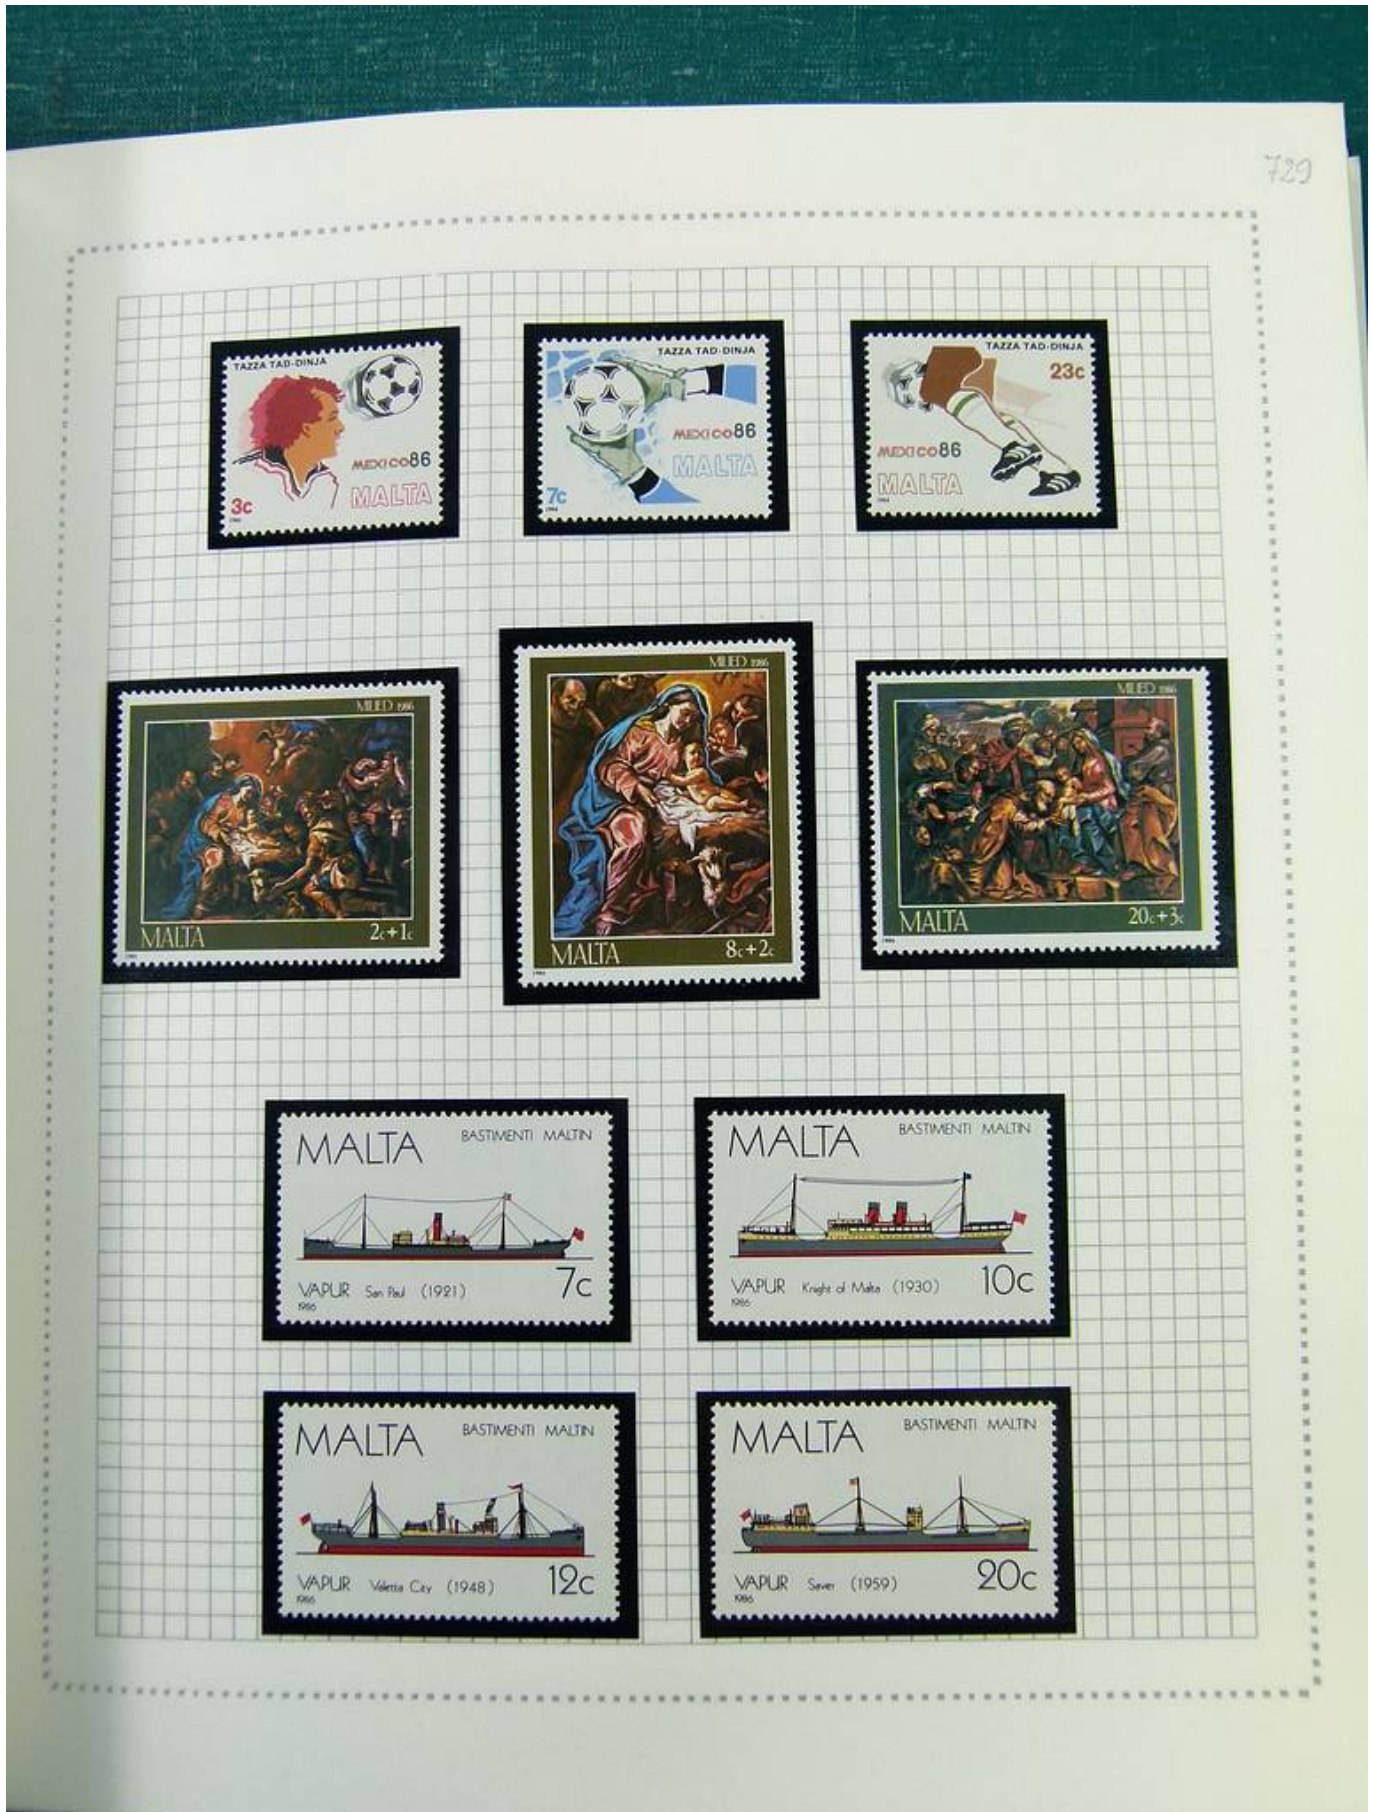 729
TAZZA TAD-DINJA
MEXICO86
MALTA
3c
TAZZA TAD-DINJA
MEXICO86
MALTA
7c
TAZZA TAD-DINJA
23c
MEXICO86
MALTA
MILIED 1986
MALTA 2c+1c
MILIED 1986
MALTA 8c+2c
MILIED 1986
MALTA 20c+3c
MALTA BASTIMENTI MALTIN
VAPUR San Paul (1921) 7c
1986
MALTA BASTIMENTI MALTIN
VAPUR Knight of Malta (1930) 10c
1986
MALTA BASTIMENTI MALTIN
VAPUR Valetta City (1948) 12c
1986
MALTA BASTIMENTI MALTIN
VAPUR Saver (1959) 20c
1986